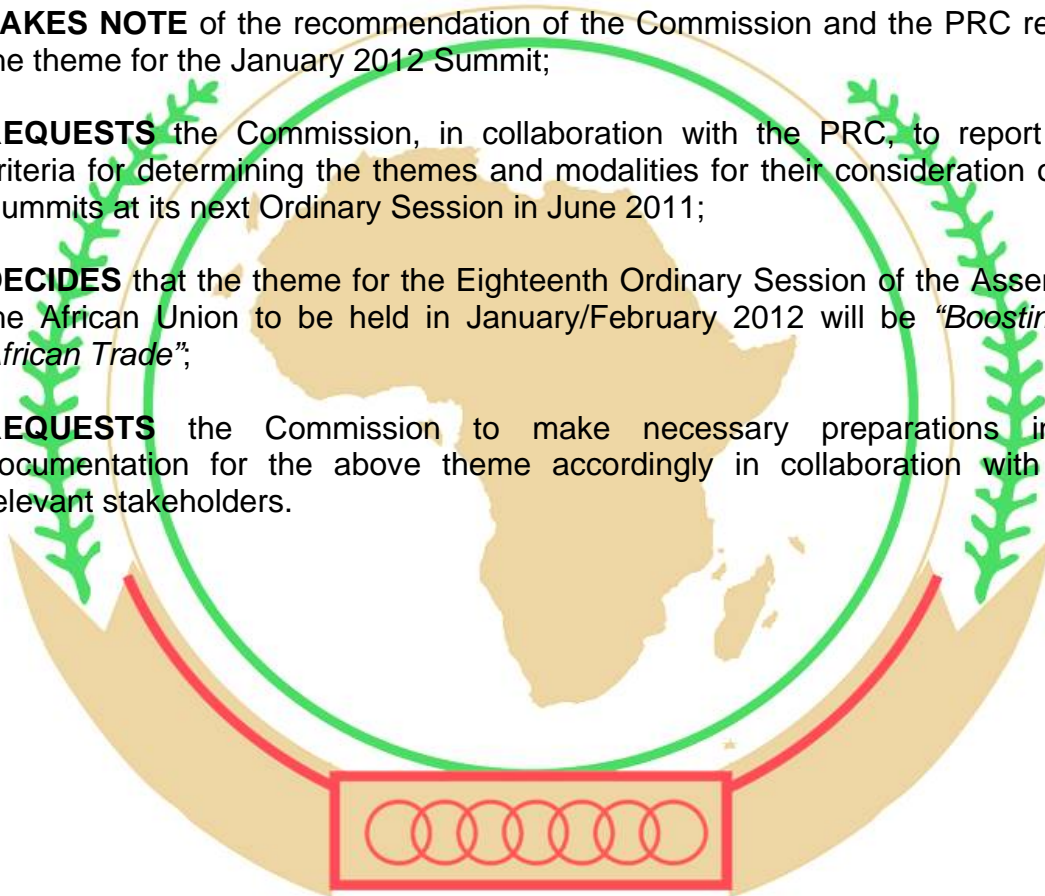 AKES NOTE of the recommendation of the Commission and the PRC re
he theme for the January 2012 Summit;
EQUESTS the Commission, in collaboration with the PRC, to report
riteria for determining the themes and modalities for their consideration o
ummits at its next Ordinary Session in June 2011;
ECIDES that the theme for the Eighteenth Ordinary Session of the Asse
he African Union to be held in January/February 2012 will be “Boostin
frican Trade”;
EQUESTS the Commission to make necessary preparations in
ocumentation for the above theme accordingly in collaboration with
elevant stakeholders.